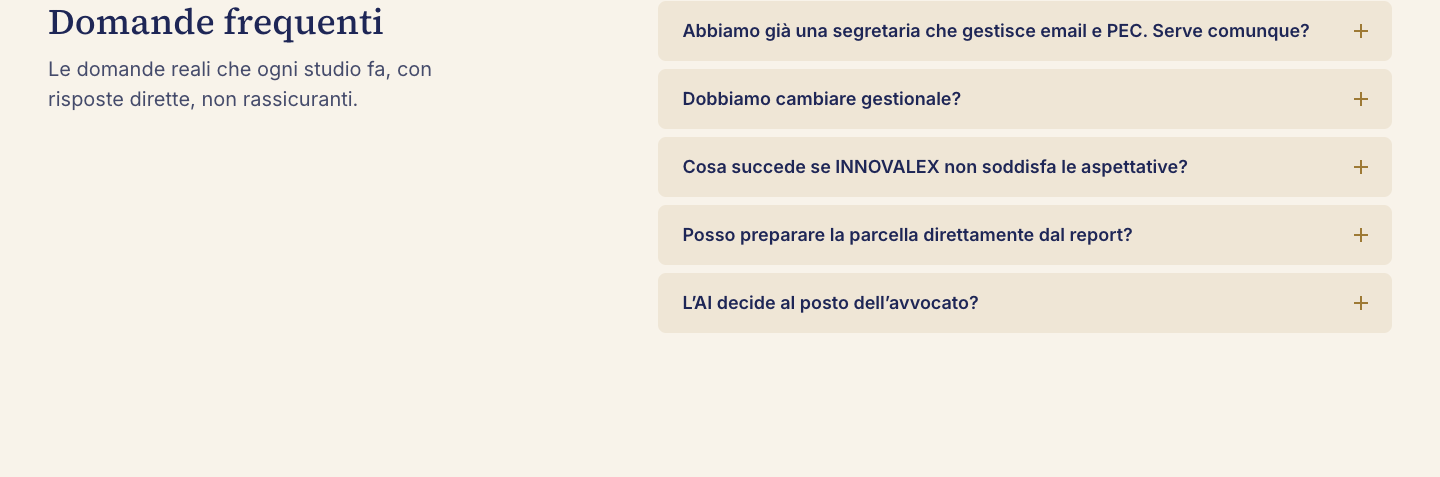 Domande frequenti
Le domande reali che ogni studio fa, con
risposte dirette, non rassicuranti.
Abbiamo già una segretaria che gestisce email e PEC. Serve comunque?
Dobbiamo cambiare gestionale?
Cosa succede se INNOVALEX non soddisfa le aspettative?
Posso preparare la parcella direttamente dal report?
L’AI decide al posto dell’avvocato?